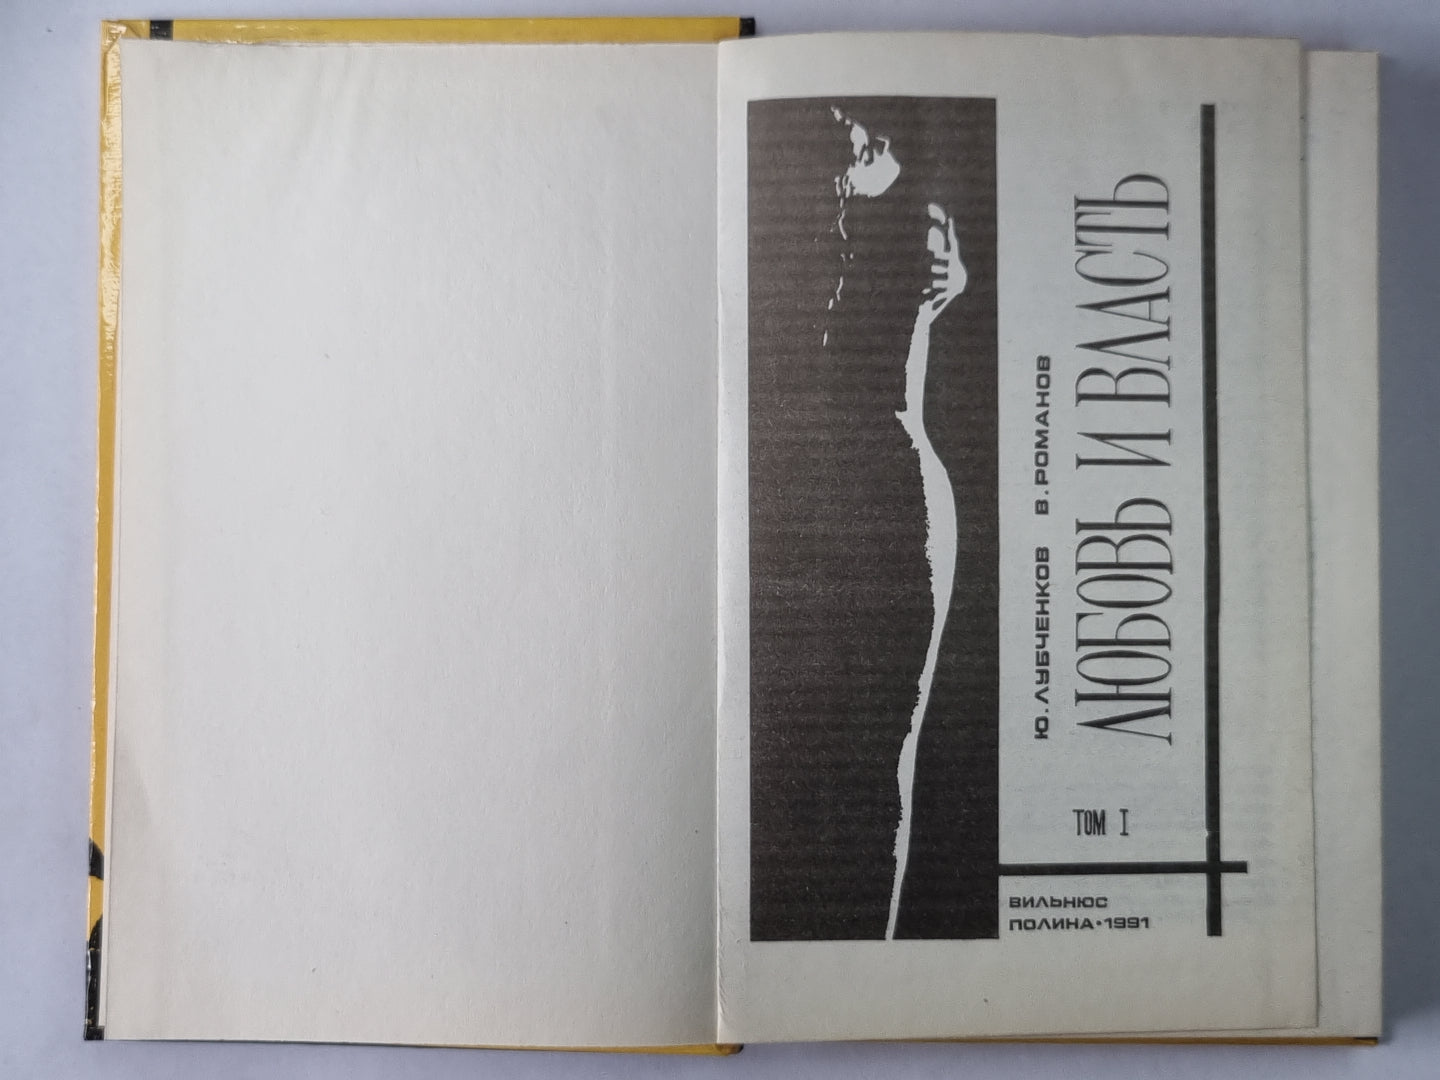 Ю. ЛУБЧЕНКОВ В. РОМАНОВ
ЛЮБОВЬ И ВЛАСТЬ
ТОМ I
ВИЛЬНЮС
ПОЛИНА • 1991